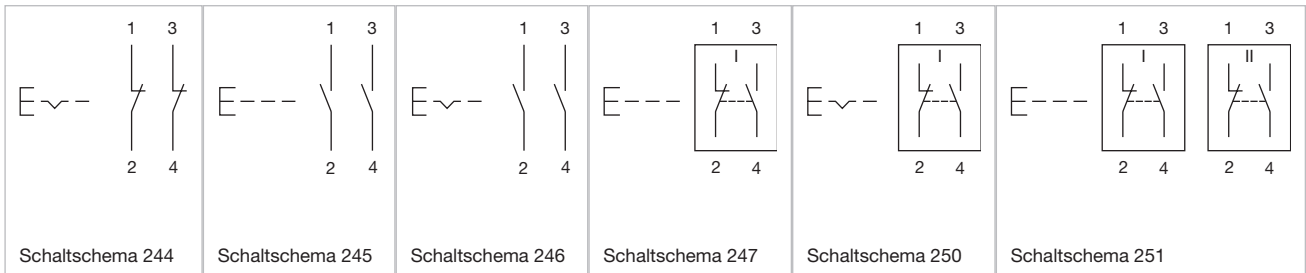 1 3
2 4
Schaltschema 244
1 3
2 4
Schaltschema 245
1 3
2 4
Schaltschema 246
1 3
I
2 4
Schaltschema 247
1 3
I
2 4
Schaltschema 250
1 3 1 3
I II
2 4 2 4
Schaltschema 251